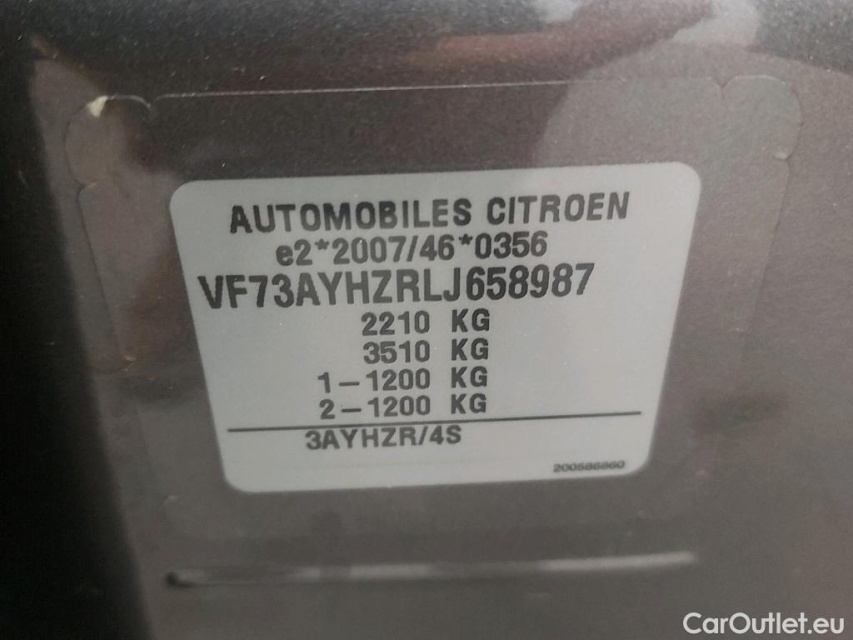 AUTOMOBILES CITROEN
e2*2007/46*0356
VF73AYHZRLJ658987
2210 KG
3510 KG
1–1200 KG
2–1200 KG
3AYHZR/4S
200586860
CarOutlet.eu